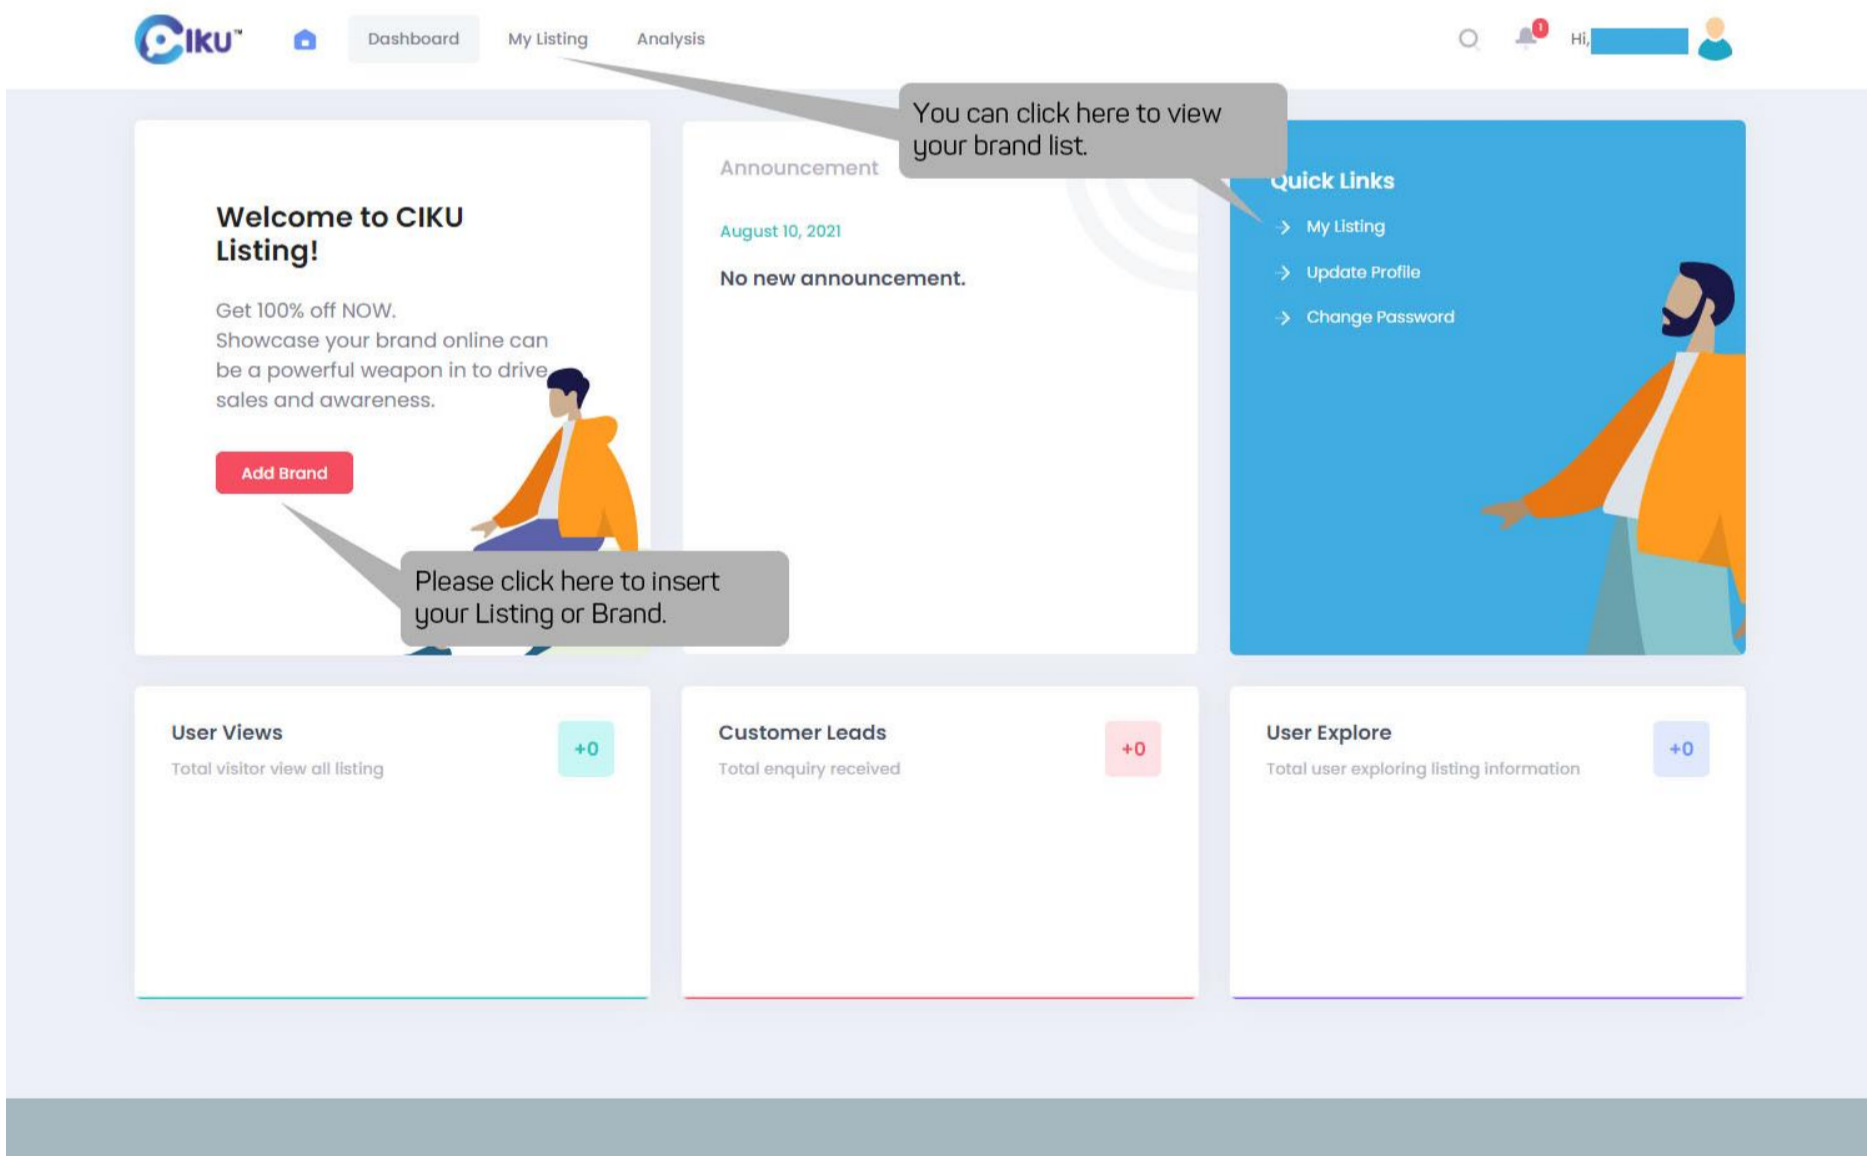 CIKU™
Dashboard
My Listing
Analysis
1
Hi,
You can click here to view
your brand list.
Welcome to CIKU
Listing!
Get 100% off NOW.
Showcase your brand online can
be a powerful weapon in to drive
sales and awareness.
Add Brand
Please click here to insert
your Listing or Brand.
Announcement
August 10, 2021
No new announcement.
Quick Links
My Listing
Update Profile
Change Password
User Views
Total visitor view all listing
+0
Customer Leads
Total enquiry received
+0
User Explore
Total user exploring listing information
+0